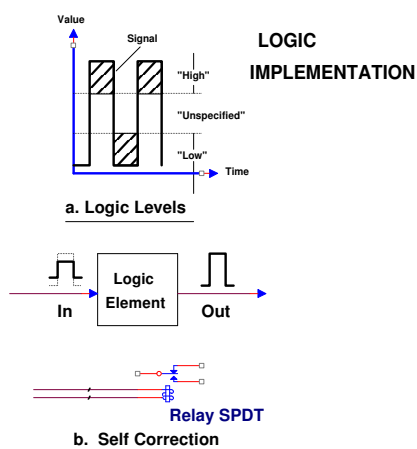 Value
Signal
LOGIC
IMPLEMENTATION
"High"
"Unspecified"
"Low"
Time
a. Logic Levels
Logic
Element
In
Out
Relay SPDT
b. Self Correction